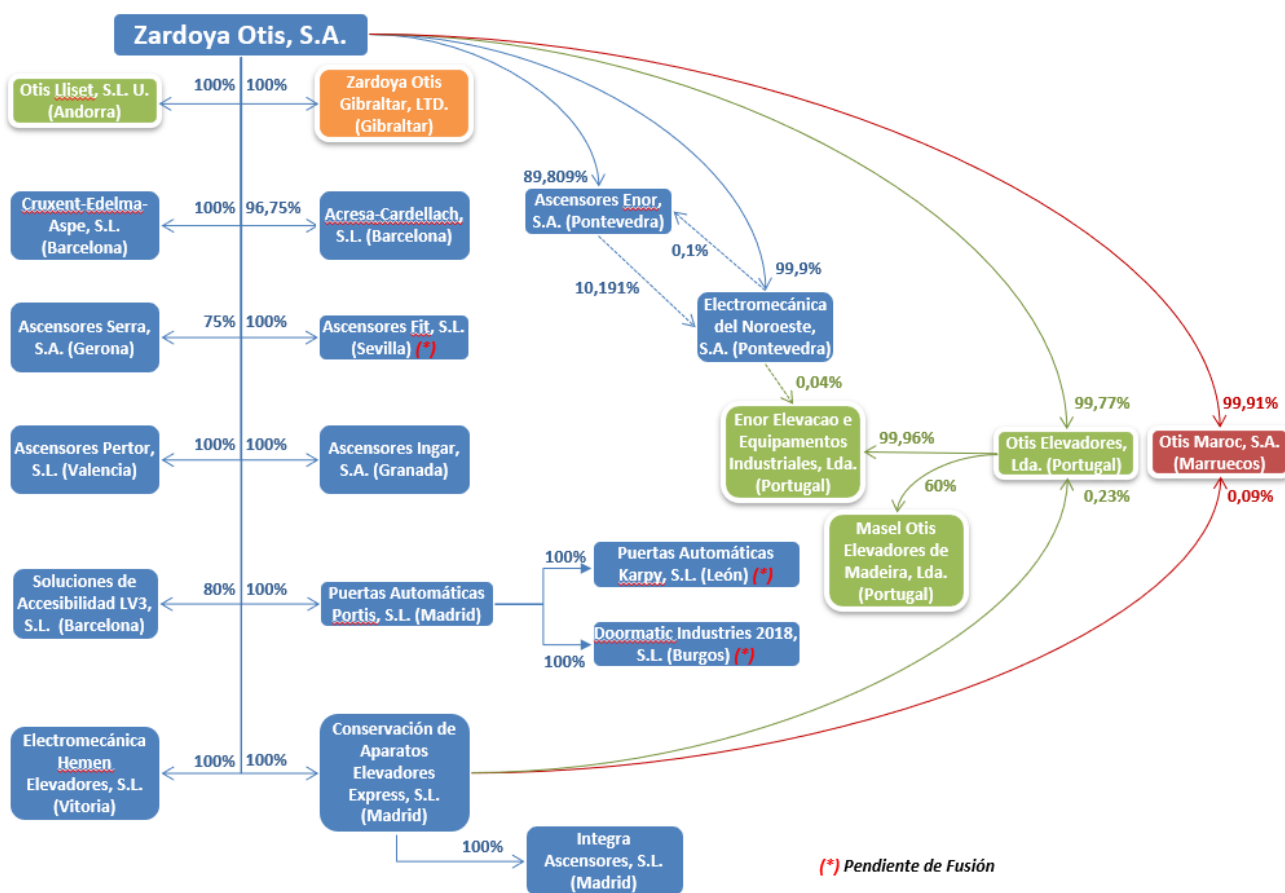 Zardoya Otis, S.A.
Otis Lliset, S.L. U.
(Andorra)
100%
100%
Zardoya Otis
Gibraltar, LTD.
(Gibraltar)
89,809%
Ascensores Enor,
S.A. (Pontevedra)
Cruxent-Edelma-
Aspe, S.L.
(Barcelona)
100%
96,75%
Acresa-Cardellach,
S.L. (Barcelona)
0,1%
99,9%
10,191%
Electromecánica
del Noroeste,
S.A. (Pontevedra)
Ascensores Serra,
S.A. (Gerona)
75%
100%
Ascensores Fit, S.L.
(Sevilla) (*)
0,04%
99,77%
99,91%
Enor Elevacao e
Equipamentos
Industriales, Lda.
(Portugal)
99,96%
Otis Elevadores,
Lda. (Portugal)
Otis Maroc, S.A.
(Marruecos)
Ascensores Pertor,
S.L. (Valencia)
100%
100%
Ascensores Ingar,
S.A. (Granada)
60%
0,23%
0,09%
Masel Otis
Elevadores de
Madeira, Lda.
(Portugal)
Soluciones de
Accesibilidad LV3,
S.L. (Barcelona)
80%
100%
Puertas Automáticas
Portis, S.L. (Madrid)
100%
Puertas Automáticas
Karpy, S.L. (León) (*)
100%
Doormatic Industries 2018,
S.L. (Burgos) (*)
Electromecánica
Hemen
Elevadores, S.L.
(Vitoria)
100%
100%
Conservación de
Aparatos
Elevadores
Express, S.L.
(Madrid)
100%
Integra
Ascensores, S.L.
(Madrid)
(*) Pendiente de Fusión